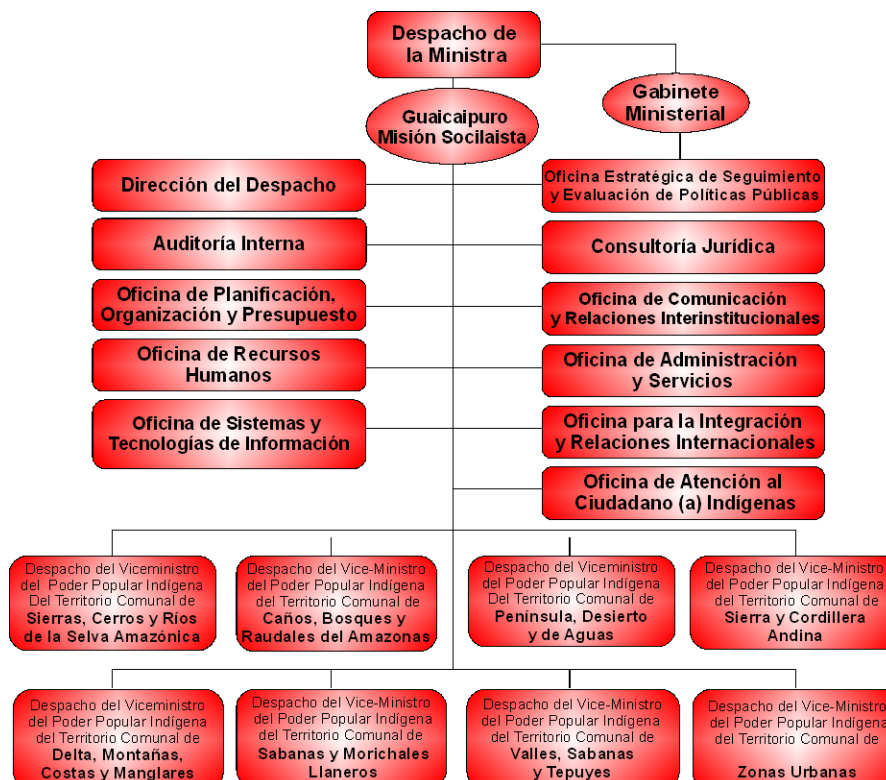 Despacho de
la Ministra
Gabinete
Ministerial
Guaicaipuro
Misión Socilaista
Dirección del Despacho
Oficina Estratégica de Seguimiento
y Evaluación de Políticas Públicas
Auditoría Interna
Consultoría Jurídica
Oficina de Planificación,
Organización y Presupuesto
Oficina de Comunicación
y Relaciones Interinstitucionales
Oficina de Recursos
Humanos
Oficina de Administración
y Servicios
Oficina de Sistemas y
Tecnologías de Información
Oficina para la Integración
y Relaciones Internacionales
Oficina de Atención al
Ciudadano (a) Indígenas
Despacho del Viceministro
del Poder Popular Indígena
Del Territorio Comunal de
Sierras, Cerros y Ríos
de la Selva Amazónica
Despacho del Vice-Ministro
del Poder Popular Indígena
del Territorio Comunal de
Caños, Bosques y
Raudales del Amazonas
Despacho del Viceministro
del Poder Popular Indígena
Del Territorio Comunal de
Península, Desierto
y de Aguas
Despacho del Vice-Ministro
del Poder Popular Indígena
del Territorio Comunal de
Sierra y Cordillera
Andina
Despacho del Viceministro
del Poder Popular Indígena
del Territorio Comunal de
Delta, Montañas,
Costas y Manglares
Despacho del Vice-Ministro
del Poder Popular Indígena
del Territorio Comunal de
Sabanas y Morichales
Llaneros
Despacho del Vice-Ministro
del Poder Popular Indígena
del Territorio Comunal de
Valles, Sabanas
y Tepuyes
Despacho del Vice-Ministro
del Poder Popular Indígena
del Territorio Comunal de
Zonas Urbanas